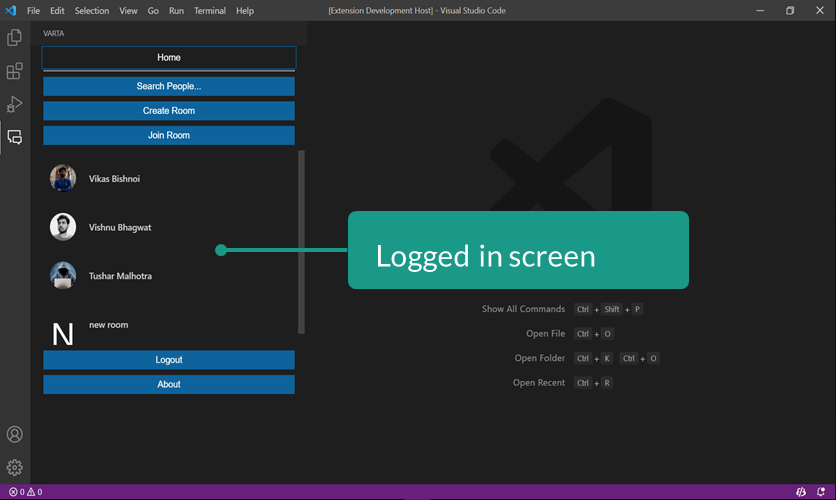 File Edit Selection View Go Run Terminal Help
[Extension Development Host] - Visual Studio Code
VARTA
Home
Search People...
Create Room
Join Room
Vikas Bishnoi
Vishnu Bhagwat
Tushar Malhotra
N new room
Logout
About
Logged in screen
Show All Commands Ctrl + Shift + P
Open File Ctrl + O
Open Folder Ctrl + K Ctrl + O
Open Recent Ctrl + R
0 0